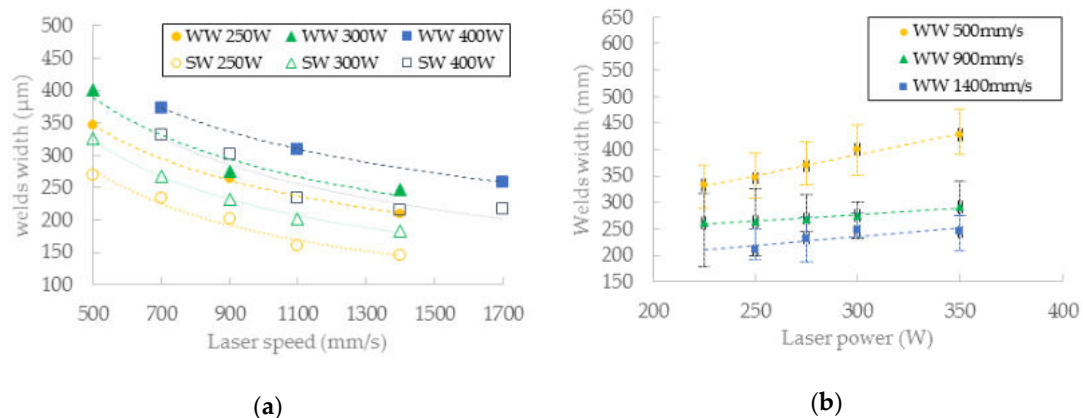 500
450
400
350
300
250
200
150
100
welds width (µm)
WW 250W WW 300W WW 400W
SW 250W SW 300W SW 400W
500 700 900 1100 1300 1500 1700
Laser speed (mm/s)
(a)
500
450
400
350
300
250
200
150
Welds width (mm)
WW 500mm/s
WW 900mm/s
WW 1400mm/s
200 250 300 350 400
Laser power (W)
(b)